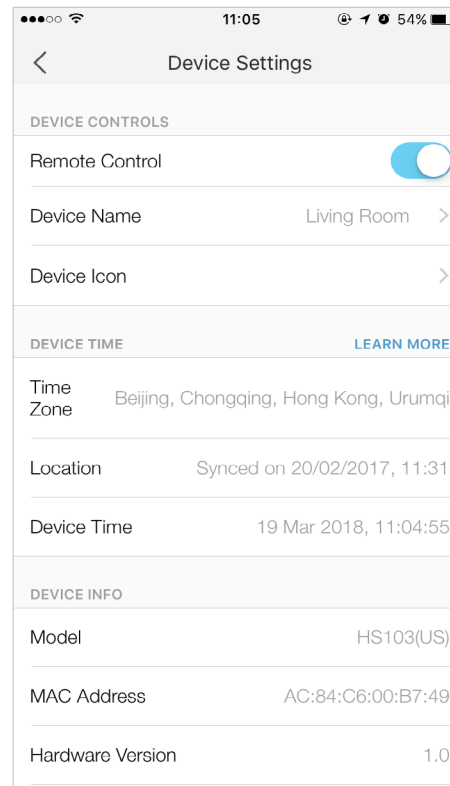 11:05 54%
Device Settings
DEVICE CONTROLS
Remote Control
Device Name Living Room
Device Icon
DEVICE TIME LEARN MORE
Time
Zone Beijing, Chongqing, Hong Kong, Urumqi
Location Synced on 20/02/2017, 11:31
Device Time 19 Mar 2018, 11:04:55
DEVICE INFO
Model HS103(US)
MAC Address AC:84:C6:00:B7:49
Hardware Version 1.0